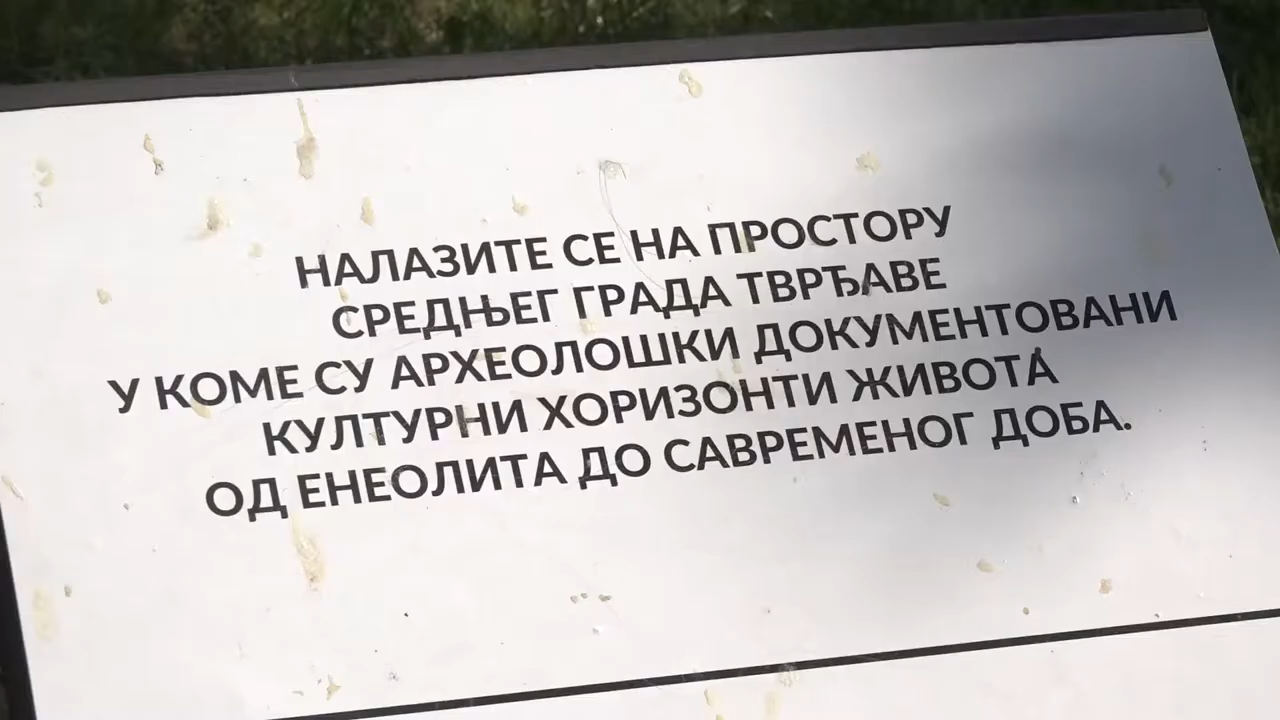 НАЛАЗИТЕ СЕ НА ПРОСТОРУ
СРЕДЊЕГ ГРАДА ТВРЂАВЕ
У КОМЕ СУ АРХЕОЛОШКИ ДОКУМЕНТОВАНИ
КУЛТУРНИ ХОРИЗОНТИ ЖИВОТА
ОД ЕНЕОЛИТА ДО САВРЕМЕНОГ ДОБА.